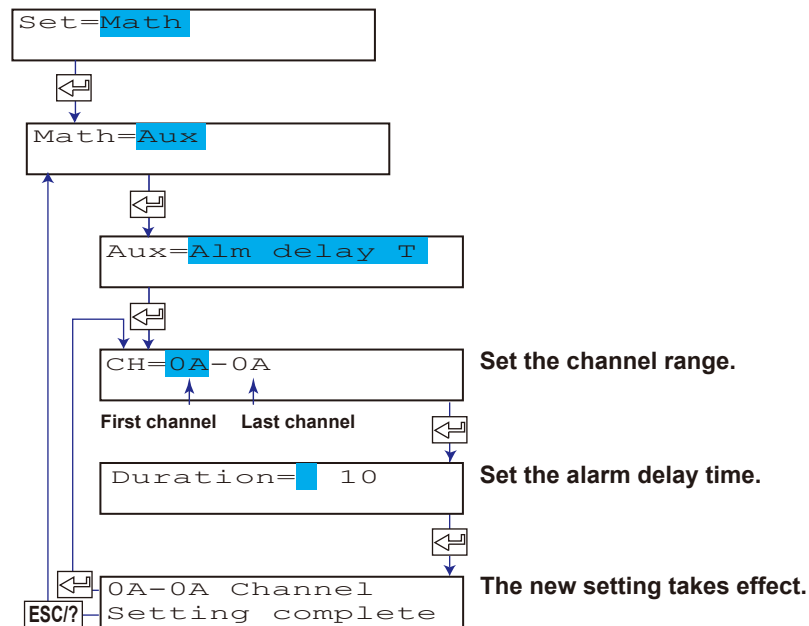 Set=Math
Math=Aux
Aux=Alm delay T
CH=0A-0A
Set the channel range.
First channel Last channel
Duration= 10
Set the alarm delay time.
0A-0A Channel
The new setting takes effect.
ESC/?
Setting complete